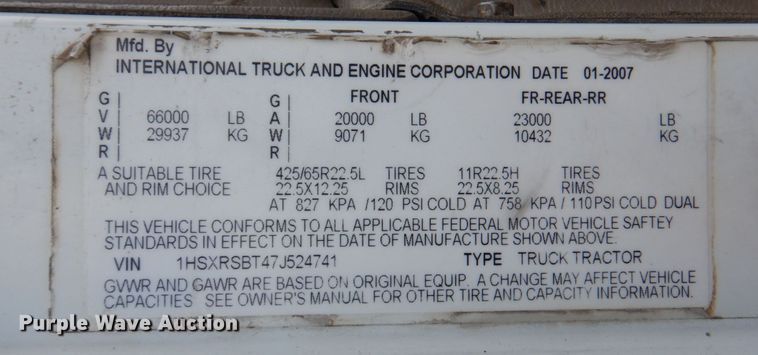 Mfd. By
INTERNATIONAL TRUCK AND ENGINE CORPORATION DATE 01-2007
G G FRONT FR-REAR-RR
V 66000 LB A 20000 LB 23000 LB
W 29937 KG W 9071 KG 10432 KG
R R
A SUITABLE TIRE 425/65R22.5L TIRES 11R22.5H TIRES
AND RIM CHOICE 22.5X12.25 RIMS 22.5X8.25 RIMS
AT 827 KPA /120 PSI COLD AT 758 KPA / 110 PSI COLD DUAL
THIS VEHICLE CONFORMS TO ALL APPLICABLE FEDERAL MOTOR VEHICLE SAFTEY
STANDARDS IN EFFECT ON THE DATE OF MANUFACTURE SHOWN ABOVE.
VIN 1HSXRSBT47J524741 TYPE TRUCK TRACTOR
GVWR AND GAWR ARE BASED ON ORIGINAL EQUIP. A CHANGE MAY AFFECT VEHICLE
CAPACITIES. SEE OWNER'S MANUAL FOR OTHER TIRE AND CAPACITY INFORMATION.
Purple Wave Auction